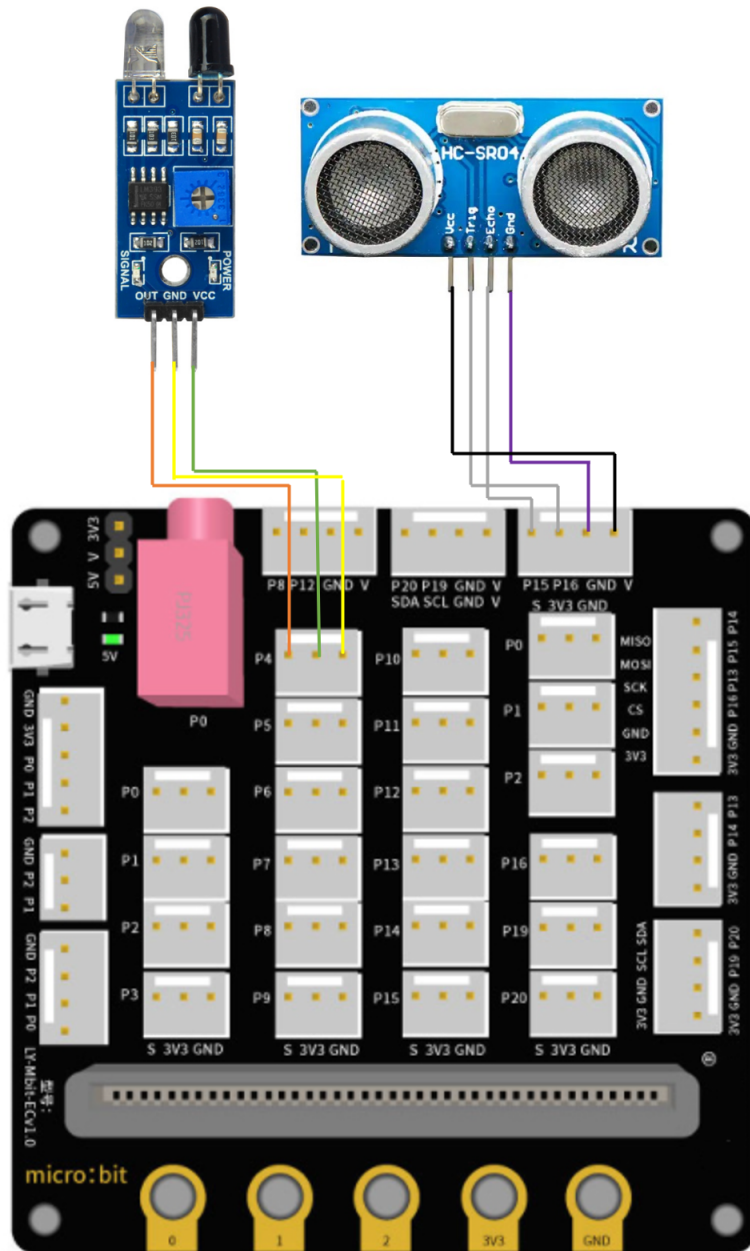 HC-SR04
Vcc Trig Echo Gnd
R
SIGNAL
POWER
OUT GND VCC
5V V 3V3
5V
P0
P8 P12 GND V
P20 P19 GND V
SDA SCL GND V
P15 P16 GND V
S 3V3 GND
P4
P5
P6
P7
P8
P9
S 3V3 GND
P10
P11
P12
P13
P14
P15
S 3V3 GND
P0
P1
P2
P16
P19
P20
S 3V3 GND
P0
P1
P2
P3
S 3V3 GND
GND 3V3 P0 P1 P2
GND P2 P1
GND P2 P1 P0
MISO
MOSI
SCK
CS
GND
3V3
3V3 GND P16 P13 P15 P14
3V3 GND P14 P13
3V3 GND SCL SDA
3V3 GND P19 P20
型号:
LY-Mbit-ECv1.0
®
micro:bit
0 1 2 3V3 GND